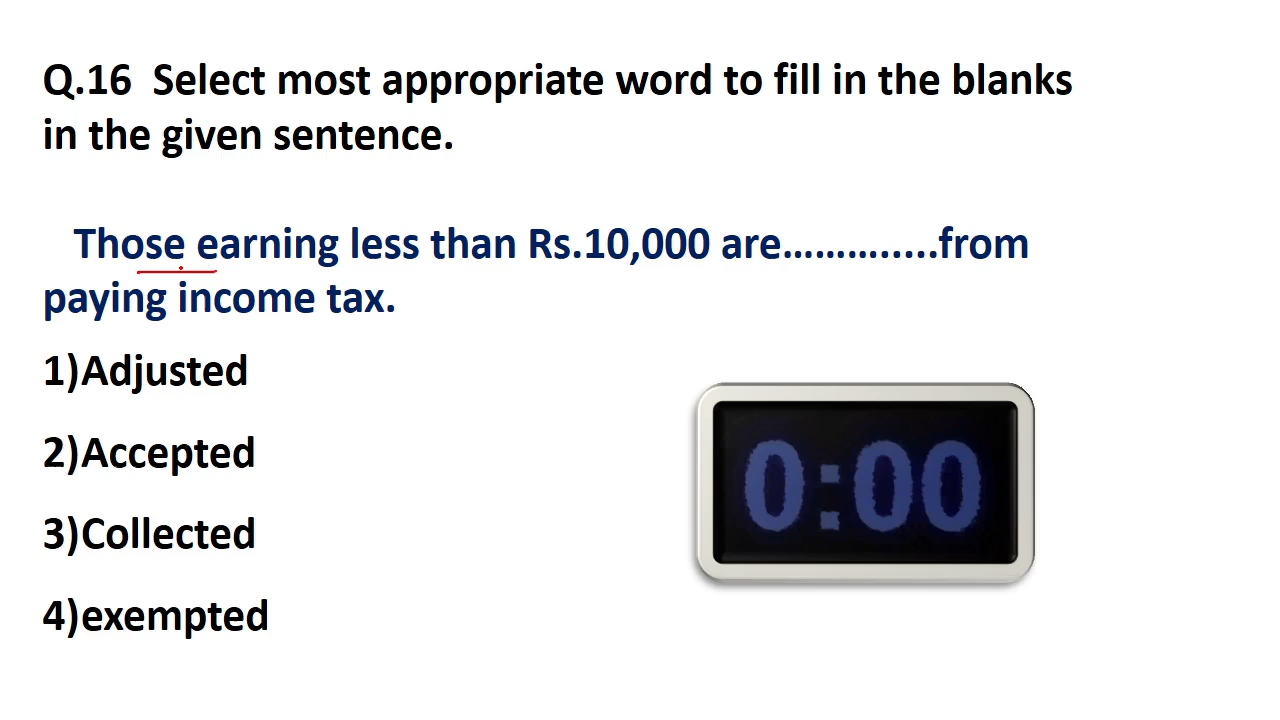 Q.16  Select most appropriate word to fill in the blanks
in the given sentence.
Those earning less than Rs.10,000 are..............from
paying income tax.
1)Adjusted
2)Accepted
3)Collected
4)exempted
0:00